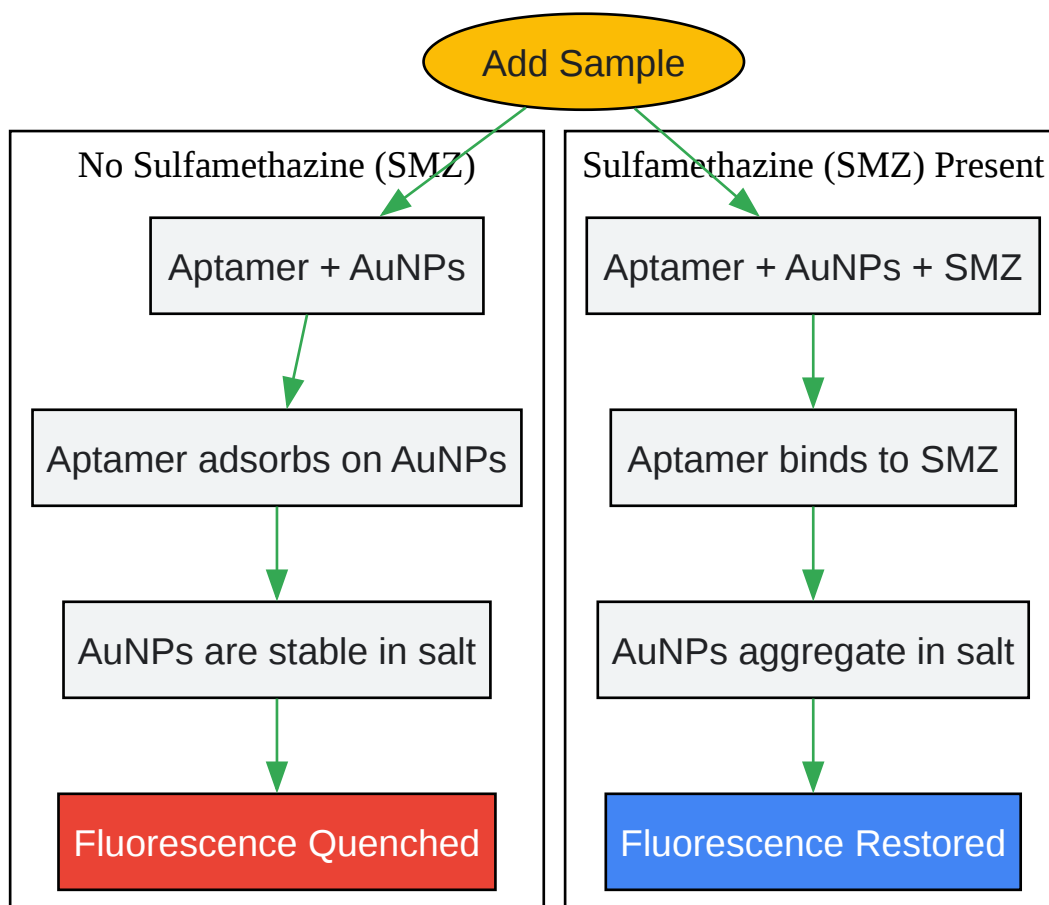 Add Sample
No Sulfamethazine (SMZ)
Aptamer + AuNPs
Aptamer adsorbs on AuNPs
AuNPs are stable in salt
Fluorescence Quenched
Sulfamethazine (SMZ) Present
Aptamer + AuNPs + SMZ
Aptamer binds to SMZ
AuNPs aggregate in salt
Fluorescence Restored